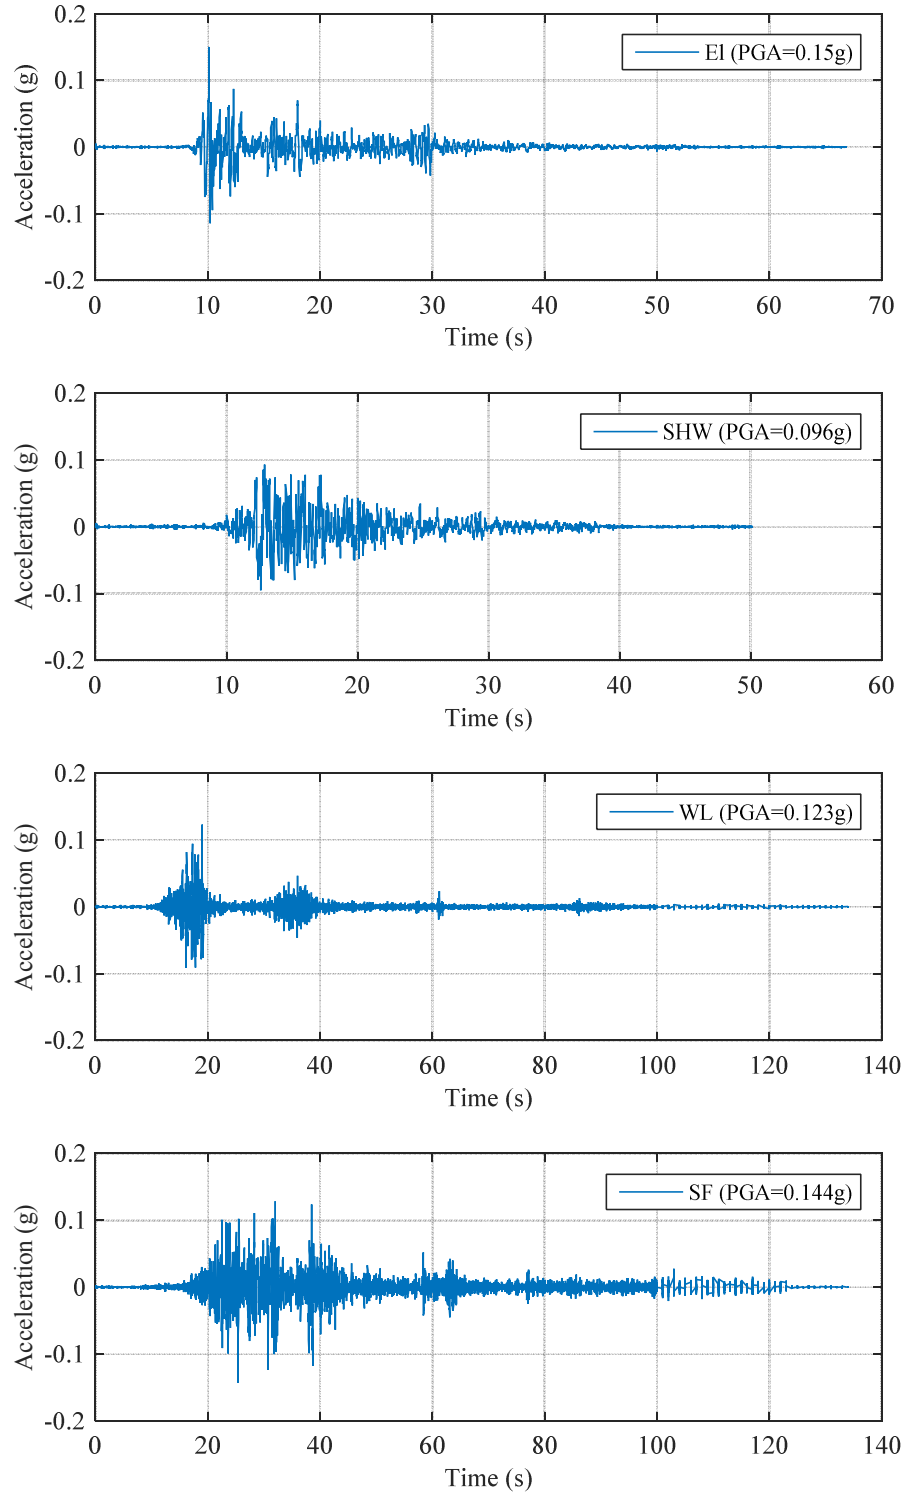 0.2
El (PGA=0.15g)
0.1
0
-0.1
-0.2
Acceleration (g)
0 10 20 30 40 50 60 70
Time (s)
0.2
SHW (PGA=0.096g)
0.1
0
-0.1
-0.2
Acceleration (g)
0 10 20 30 40 50 60
Time (s)
0.2
WL (PGA=0.123g)
0.1
0
-0.1
-0.2
Acceleration (g)
0 20 40 60 80 100 120 140
Time (s)
0.2
SF (PGA=0.144g)
0.1
0
-0.1
-0.2
Acceleration (g)
0 20 40 60 80 100 120 140
Time (s)